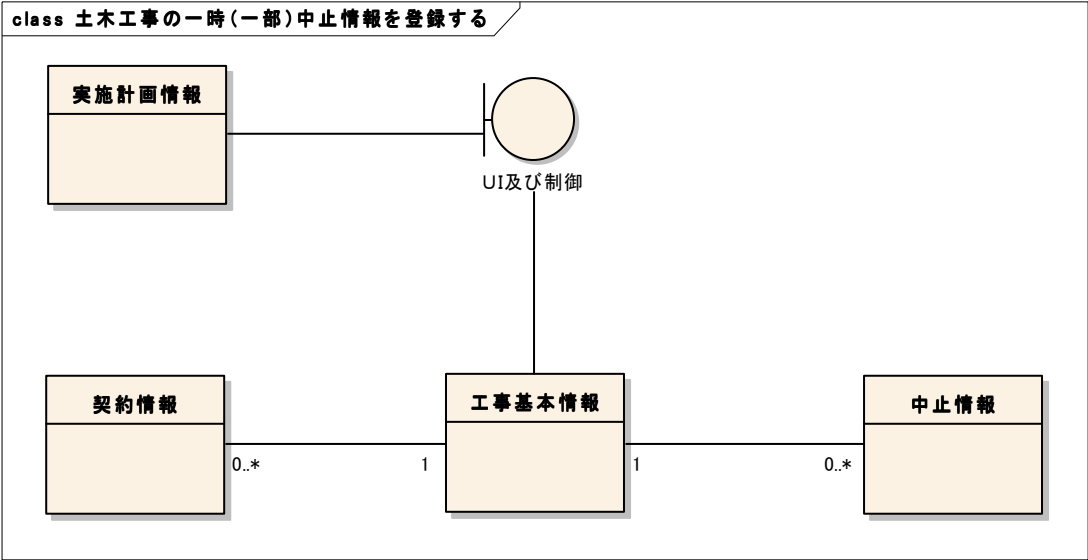 class 土木工事の一時(一部)中止情報を登録する
実施計画情報
UI及び制御
契約情報
工事基本情報
中止情報
0..*
1
1
0..*